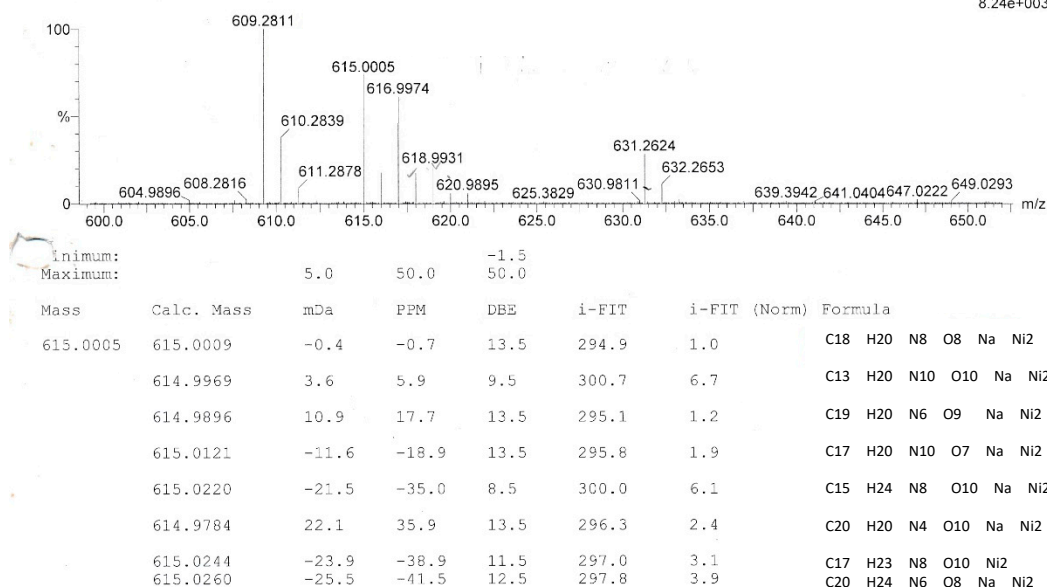 8.24e+003
100
609.2811
615.0005
616.9974
%
610.2839
631.2624
611.2878
618.9931
632.2653
604.9896 608.2816 620.9895 625.3829 630.9811 639.3942 641.0404 647.0222 649.0293
0
600.0 605.0 610.0 615.0 620.0 625.0 630.0 635.0 640.0 645.0 650.0 m/z
inimum: -1.5
Maximum: 5.0 50.0 50.0
Mass Calc. Mass mDa PPM DBE i-FIT i-FIT (Norm) Formula
615.0005 615.0009 -0.4 -0.7 13.5 294.9 1.0 C18 H20 N8 O8 Na Ni2
614.9969 3.6 5.9 9.5 300.7 6.7 C13 H20 N10 O10 Na Ni2
614.9896 10.9 17.7 13.5 295.1 1.2 C19 H20 N6 O9 Na Ni2
615.0121 -11.6 -18.9 13.5 295.8 1.9 C17 H20 N10 O7 Na Ni2
615.0220 -21.5 -35.0 8.5 300.0 6.1 C15 H24 N8 O10 Na Ni2
614.9784 22.1 35.9 13.5 296.3 2.4 C20 H20 N4 O10 Na Ni2
615.0244 -23.9 -38.9 11.5 297.0 3.1 C17 H23 N8 O10 Ni2
615.0260 -25.5 -41.5 12.5 297.8 3.9 C20 H24 N6 O8 Na Ni2